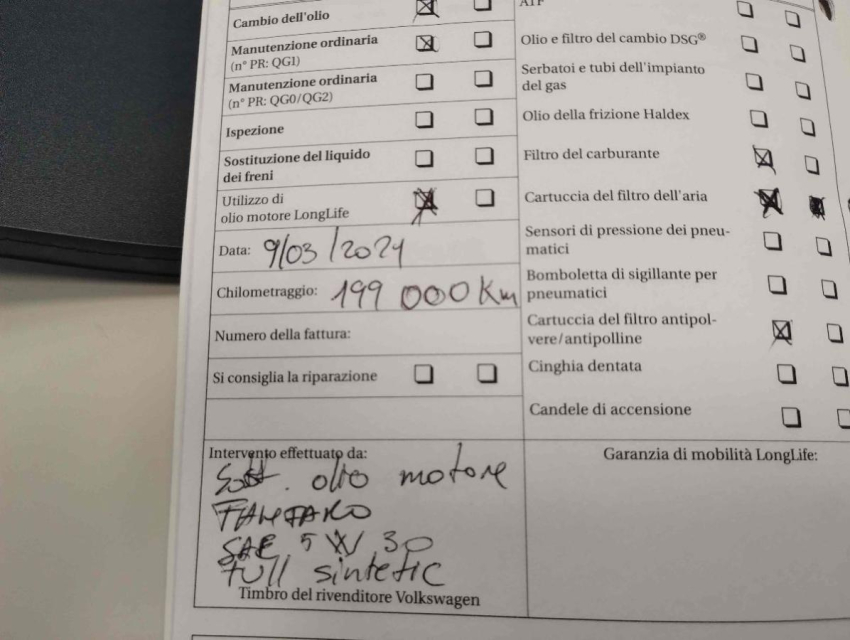 Cambio dell'olio
Manutenzione ordinaria
(n° PR: QG1)
Manutenzione ordinaria
(n° PR: QG0/QG2)
Ispezione
Sostituzione del liquido
dei freni
Utilizzo di
olio motore LongLife
Data: 9/03/2021
Chilometraggio: 199 000 Km
Numero della fattura:
Si consiglia la riparazione
Intervento effettuato da:
Sost. olio motore
SAE 5W30
full sintetic
Timbro del rivenditore Volkswagen
ATF
Olio e filtro del cambio DSG®
Serbatoi e tubi dell'impianto
del gas
Olio della frizione Haldex
Filtro del carburante
Cartuccia del filtro dell'aria
Sensori di pressione dei pneu-
matici
Bomboletta di sigillante per
pneumatici
Cartuccia del filtro antipol-
vere/antipolline
Cinghia dentata
Candele di accensione
Garanzia di mobilità LongLife: